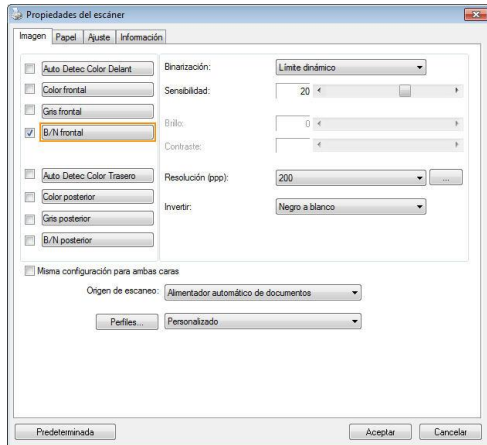 Propiedades del escáner
Imagen Papel Ajuste Información
Auto Detec Color Delant
Color frontal
Gris frontal
B/N frontal
Auto Detec Color Trasero
Color posterior
Gris posterior
B/N posterior
Binarización: Límite dinámico
Sensibilidad: 20
Brillo: 0
Contraste:
Resolución (ppp): 200 ...
Invertir: Negro a blanco
Misma configuración para ambas caras
Origen de escaneo: Alimentador automático de documentos
Perfiles... Personalizado
Predeterminada Aceptar Cancelar